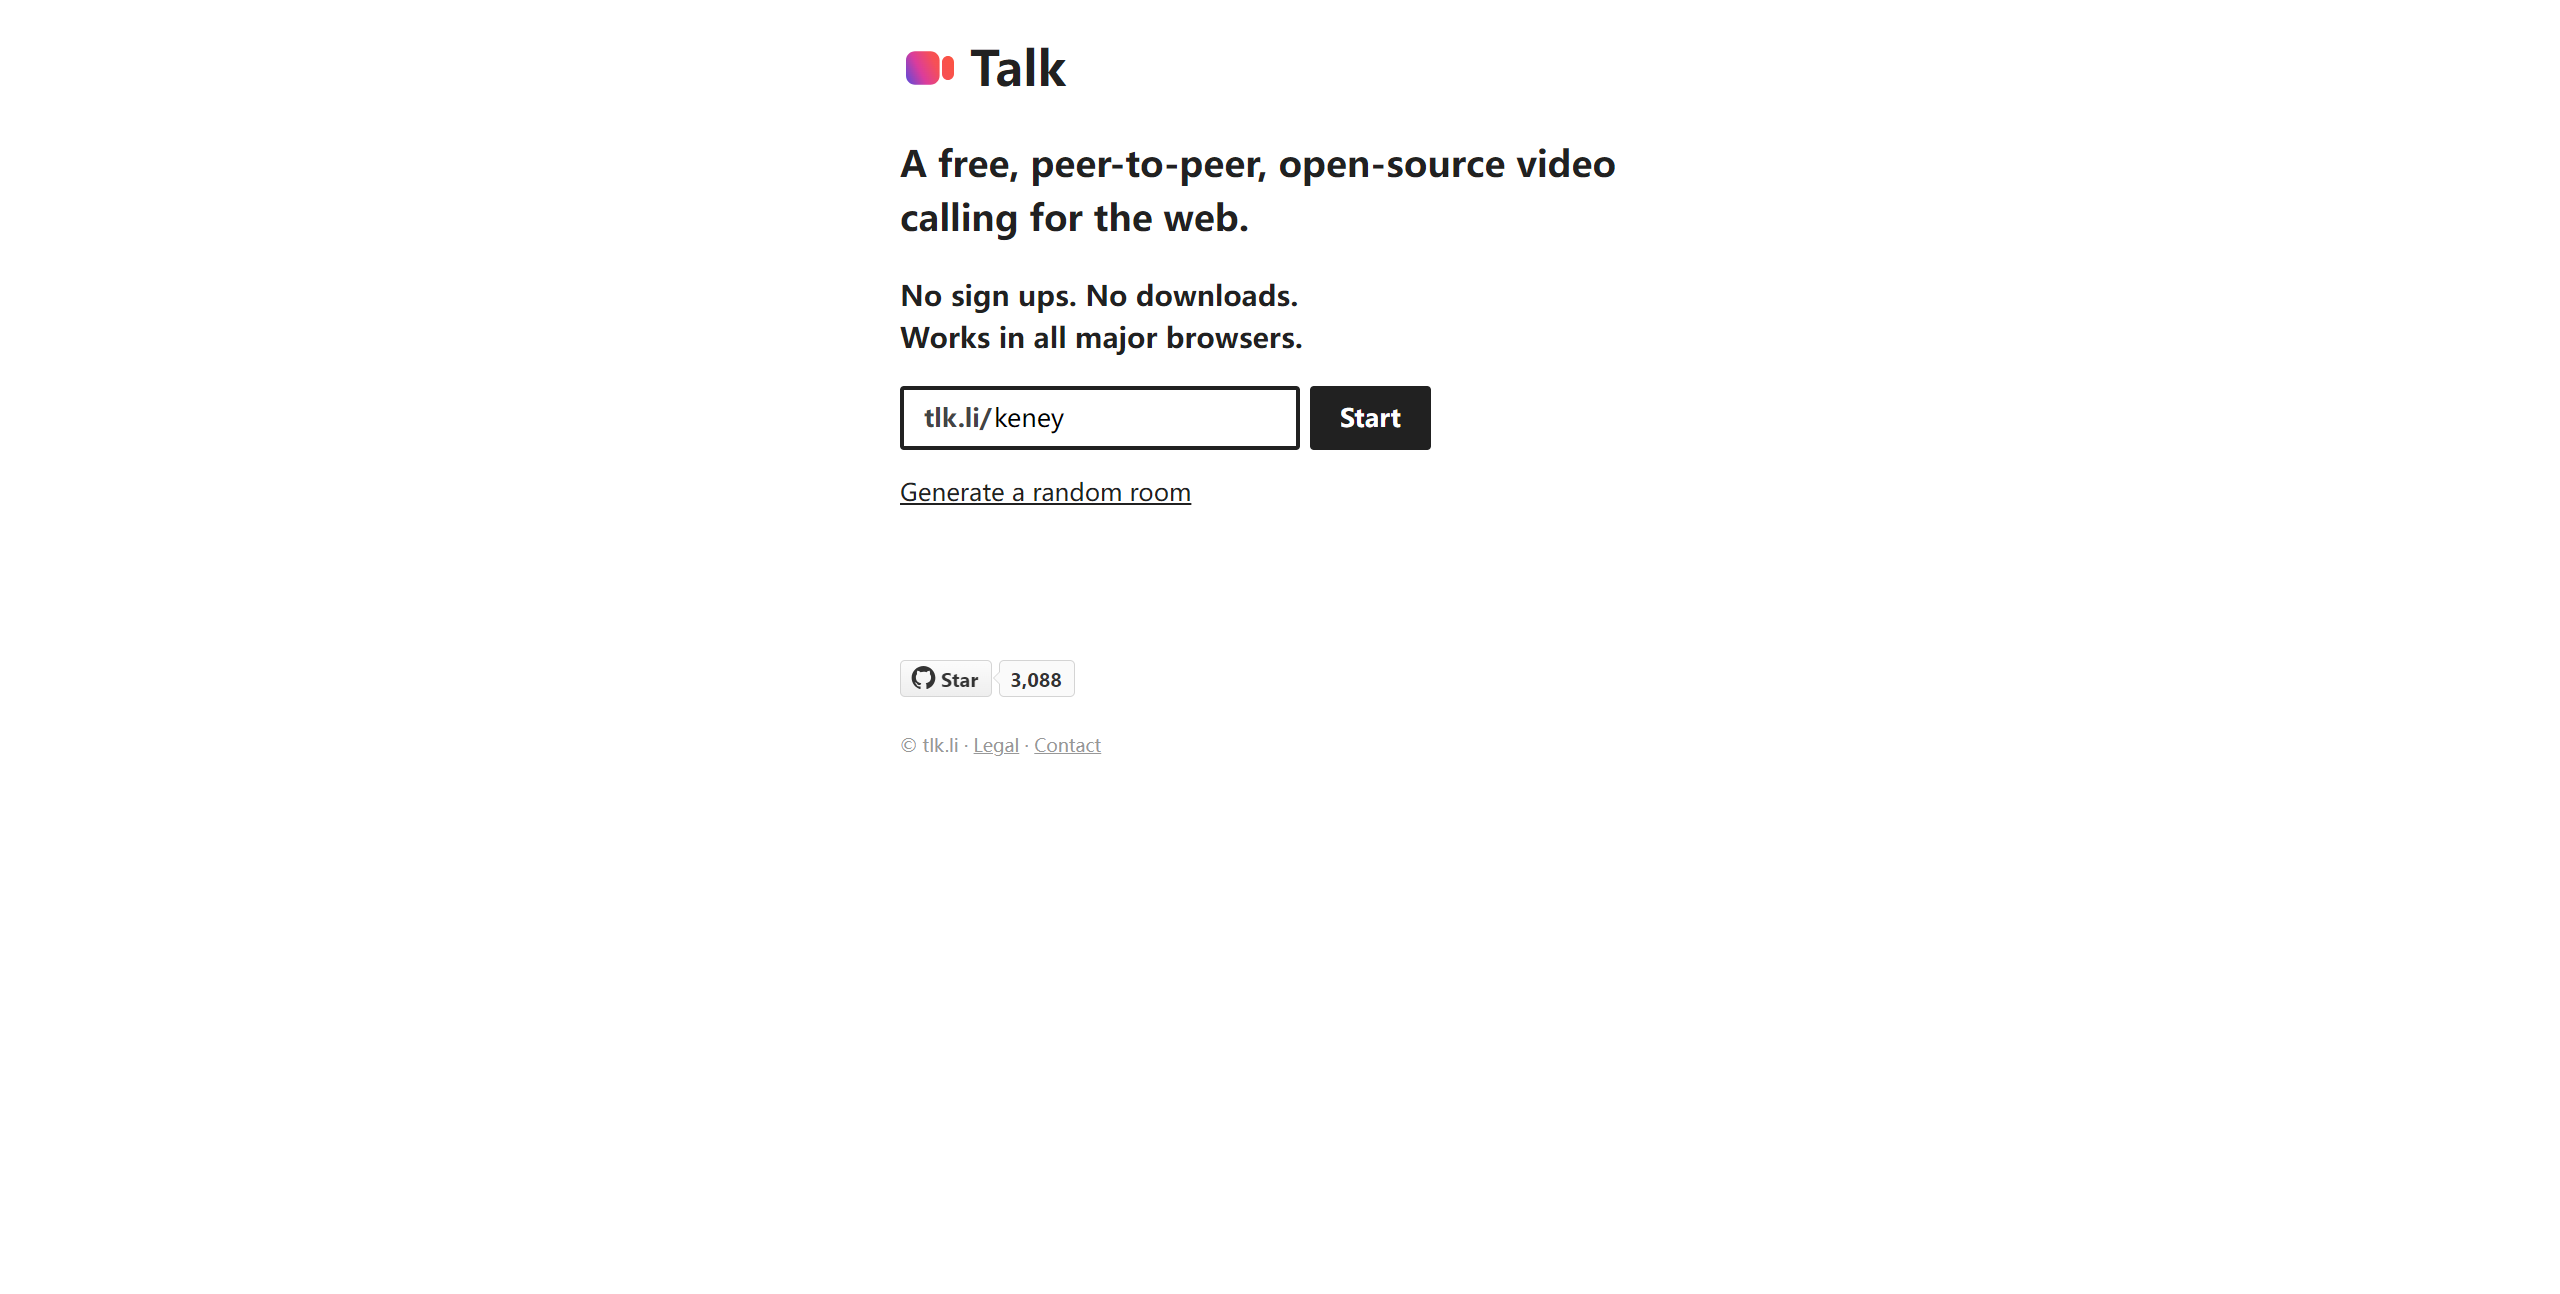 Talk
A free, peer-to-peer, open-source video
calling for the web.
No sign ups. No downloads.
Works in all major browsers.
tlk.li/keney
Start
Generate a random room
Star 3,088
© tlk.li · Legal · Contact